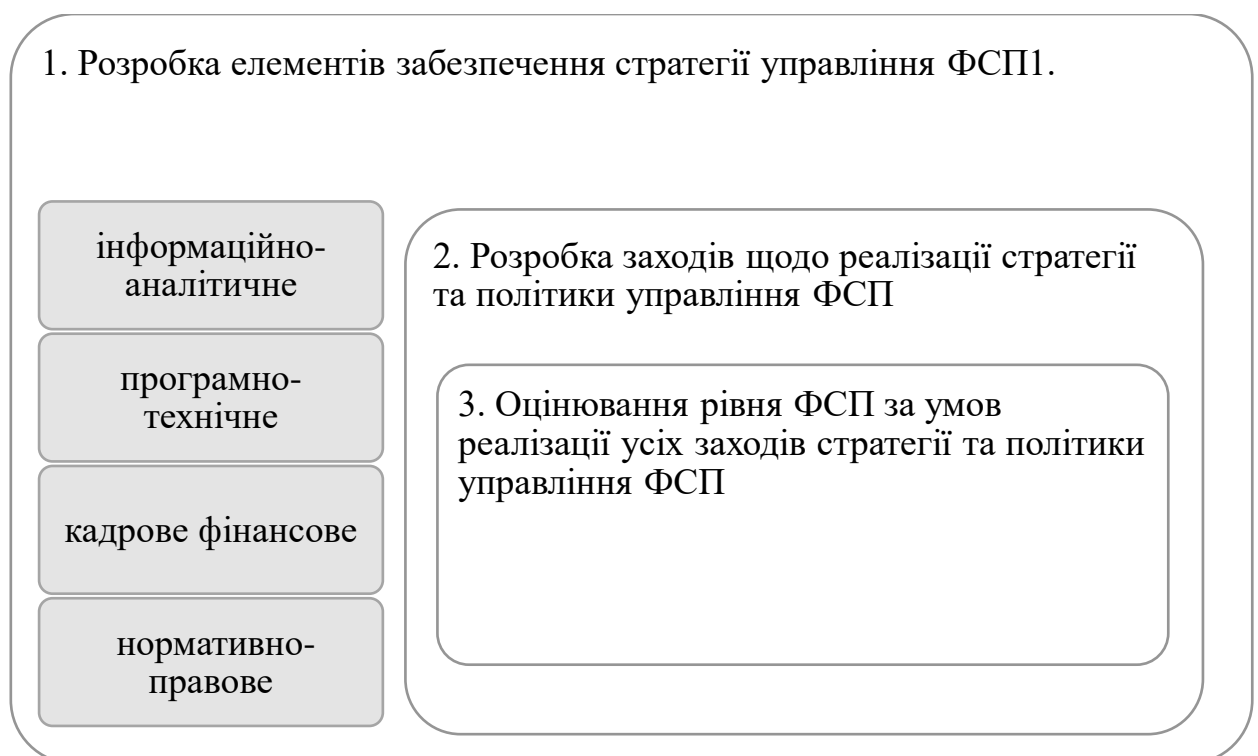 1. Розробка елементів забезпечення стратегії управління ФСП1.
інформаційно-
аналітичне
програмно-
технічне
кадрове фінансове
нормативно-
правове
2. Розробка заходів щодо реалізації стратегії
та політики управління ФСП
3. Оцінювання рівня ФСП за умов
реалізації усіх заходів стратегії та політики
управління ФСП